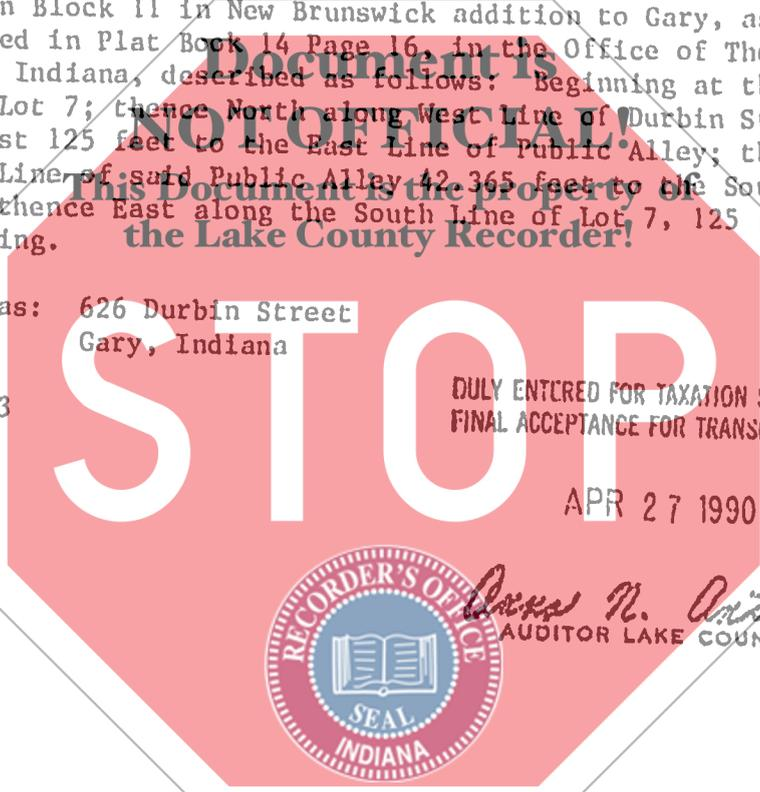 n Block 11 in New Brunswick addition to Gary, as
ed in Plat Book 14 Page 16, in the Office of The
Indiana, described as follows: Beginning at th
Lot 7; thence North along West Line of Durbin S
st 125 feet to the East Line of Public Alley; th
Line of said Public Alley 42.365 feet to the Sou
thence East along the South Line of Lot 7, 125
ing.
Document is
NOT OFFICIAL!
This Document is the property of
the Lake County Recorder!
as: 626 Durbin Street
Gary, Indiana
3
STOP
DULY ENTERED FOR TAXATION S
FINAL ACCEPTANCE FOR TRANS
APR 27 1990
Anna N. An
AUDITOR LAKE COUN
RECORDER'S OFFICE
SEAL
INDIANA